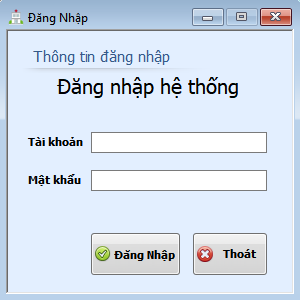 Đăng Nhập
Thông tin đăng nhập
Đăng nhập hệ thống
Tài khoản
Mật khẩu
Đăng Nhập
Thoát